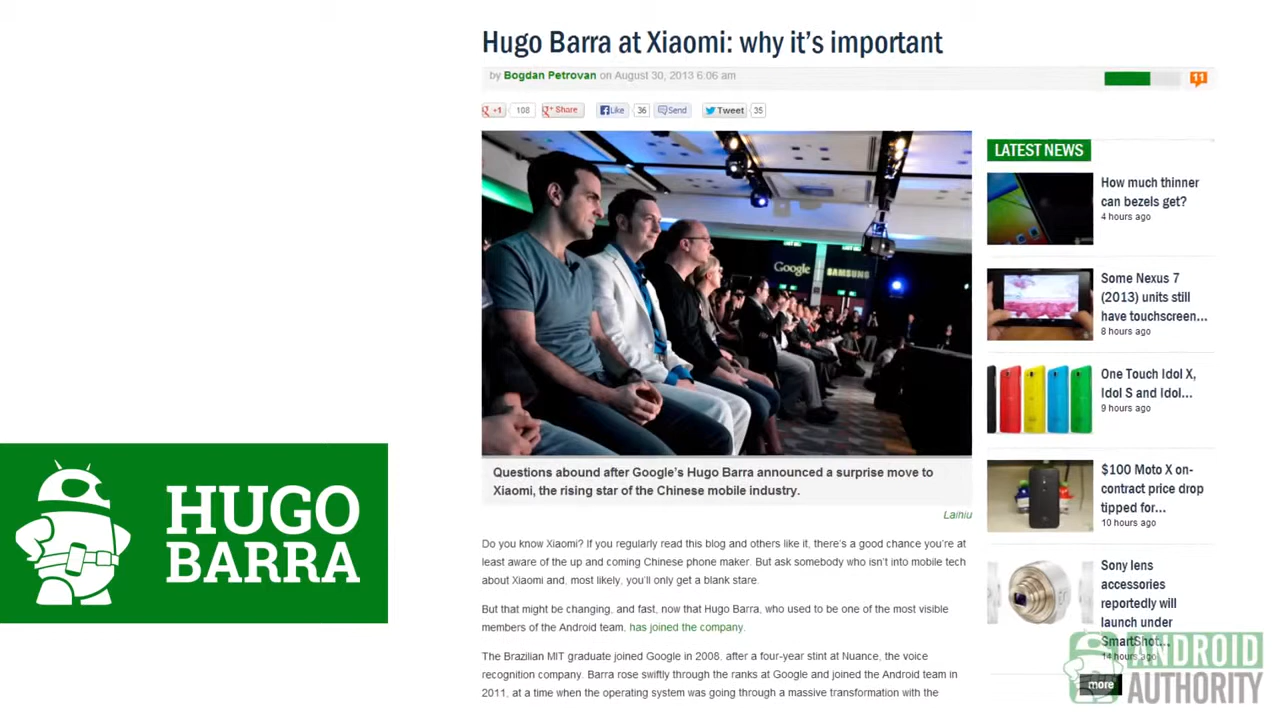 Hugo Barra at Xiaomi: why it's important
by Bogdan Petrovan on August 30, 2013 6:06 am
11
+1 108 Share Like 36 Send Tweet 35
Google SAMSUNG
Questions abound after Google's Hugo Barra announced a surprise move to
Xiaomi, the rising star of the Chinese mobile industry.
Laihiu
Do you know Xiaomi? If you regularly read this blog and others like it, there's a good chance you're at
least aware of the up and coming Chinese phone maker. But ask somebody who isn't into mobile tech
about Xiaomi and, most likely, you'll only get a blank stare.
But that might be changing, and fast, now that Hugo Barra, who used to be one of the most visible
members of the Android team, has joined the company.
The Brazilian MIT graduate joined Google in 2008, after a four-year stint at Nuance, the voice
recognition company. Barra rose swiftly through the ranks at Google and joined the Android team in
2011, at a time when the operating system was going through a massive transformation with the
LATEST NEWS
How much thinner
can bezels get?
4 hours ago
Some Nexus 7
(2013) units still
have touchscreen...
8 hours ago
One Touch Idol X,
Idol S and Idol...
9 hours ago
$100 Moto X on-
contract price drop
tipped for...
10 hours ago
Sony lens
accessories
reportedly will
launch under
SmartShot...
14 hours ago
more
HUGO
BARRA
ANDROID
AUTHORITY